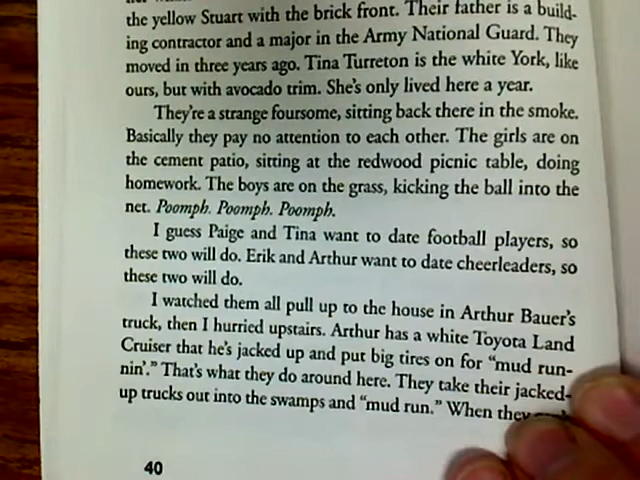 the yellow Stuart with the brick front. Their father is a build-
ing contractor and a major in the Army National Guard. They
moved in three years ago. Tina Turreton is the white York, like
ours, but with avocado trim. She's only lived here a year.
They're a strange foursome, sitting back there in the smoke.
Basically they pay no attention to each other. The girls are on
the cement patio, sitting at the redwood picnic table, doing
homework. The boys are on the grass, kicking the ball into the
net. Poomph. Poomph. Poomph.
I guess Paige and Tina want to date football players, so
these two will do. Erik and Arthur want to date cheerleaders, so
these two will do.
I watched them all pull up to the house in Arthur Bauer's
truck, then I hurried upstairs. Arthur has a white Toyota Land
Cruiser that he's jacked up and put big tires on for "mud run-
nin'." That's what they do around here. They take their jacked-
up trucks out into the swamps and "mud run." When they
40